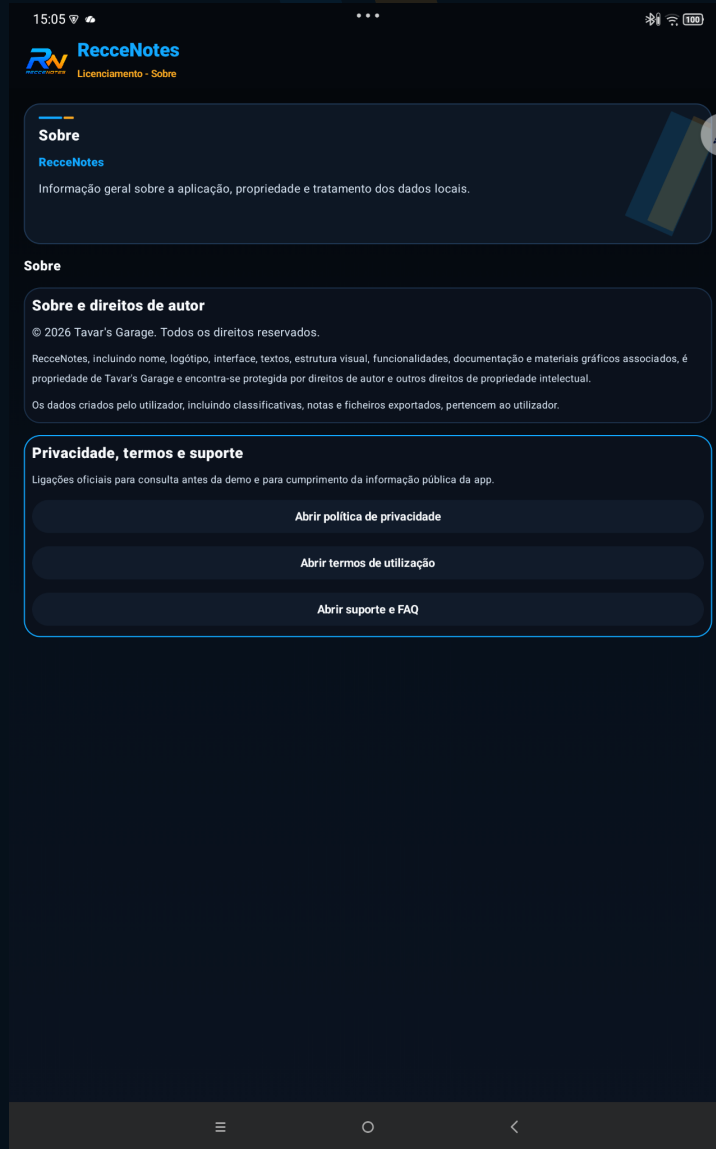 15:05
100
RN
RECCENOTES
RecceNotes
Licenciamento - Sobre
Sobre
RecceNotes
Informação geral sobre a aplicação, propriedade e tratamento dos dados locais.
Sobre
Sobre e direitos de autor
© 2026 Tavar's Garage. Todos os direitos reservados.
RecceNotes, incluindo nome, logótipo, interface, textos, estrutura visual, funcionalidades, documentação e materiais gráficos associados, é
propriedade de Tavar's Garage e encontra-se protegida por direitos de autor e outros direitos de propriedade intelectual.
Os dados criados pelo utilizador, incluindo classificativas, notas e ficheiros exportados, pertencem ao utilizador.
Privacidade, termos e suporte
Ligações oficiais para consulta antes da demo e para cumprimento da informação pública da app.
Abrir política de privacidade
Abrir termos de utilização
Abrir suporte e FAQ